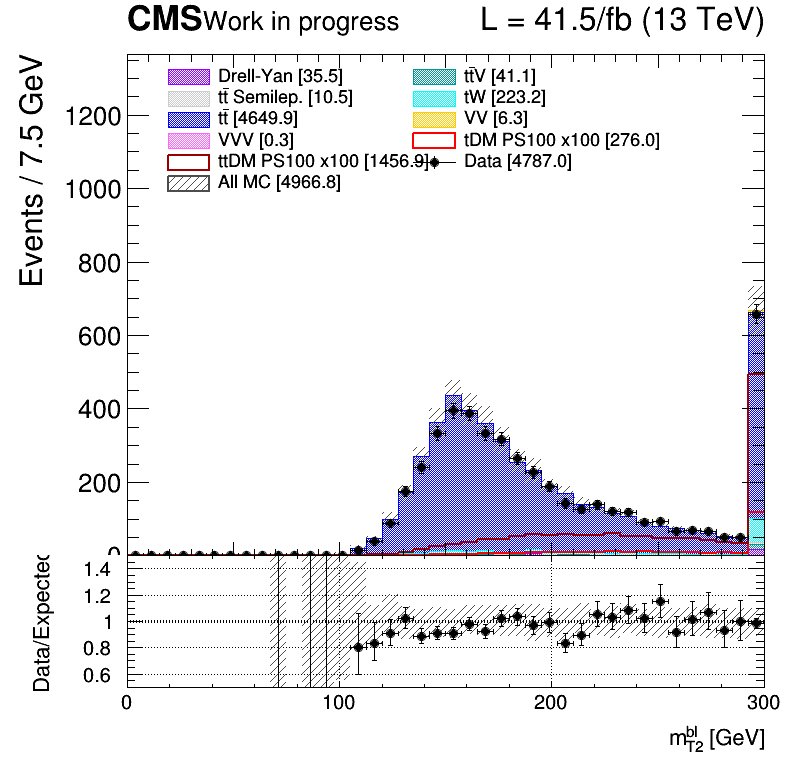 CMS Work in progress L = 41.5/fb (13 TeV)
Events / 7.5 GeV
Drell-Yan [35.5] tt̄V [41.1]
tt̄ Semilep. [10.5] tW [223.2]
tt̄ [4649.9] VV [6.3]
VVV [0.3] tDM PS100 x100 [276.0]
ttDM PS100 x100 [1456.9] Data [4787.0]
All MC [4966.8]
1200
1000
800
600
400
200
0
Data/Expected
1.4
1.2
1
0.8
0.6
0 100 200 300
m_{T2}^{bl} [GeV]